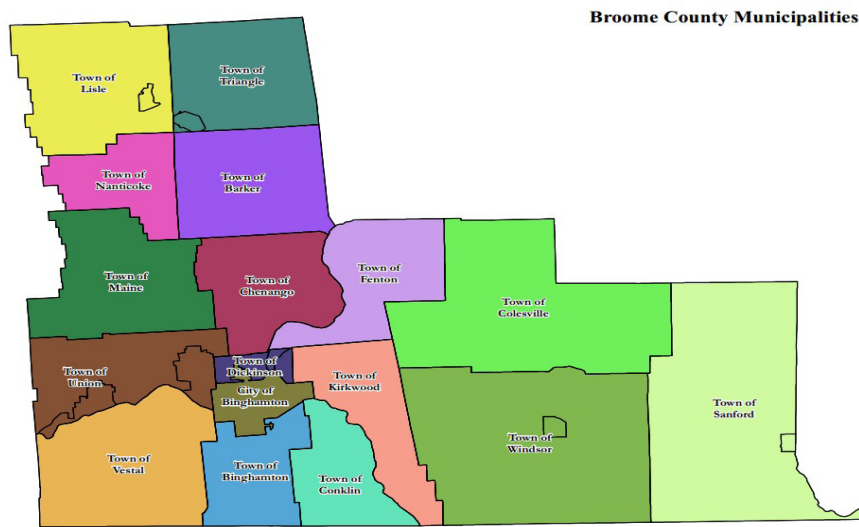 Broome County Municipalities
Town of
Lisle
Town of
Triangle
Town of
Nanticoke
Town of
Barker
Town of
Maine
Town of
Chenango
Town of
Fenton
Town of
Colesville
Town of
Union
Town of
Dickinson
City of
Binghamton
Town of
Kirkwood
Town of
Windsor
Town of
Sanford
Town of
Vestal
Town of
Binghamton
Town of
Conklin